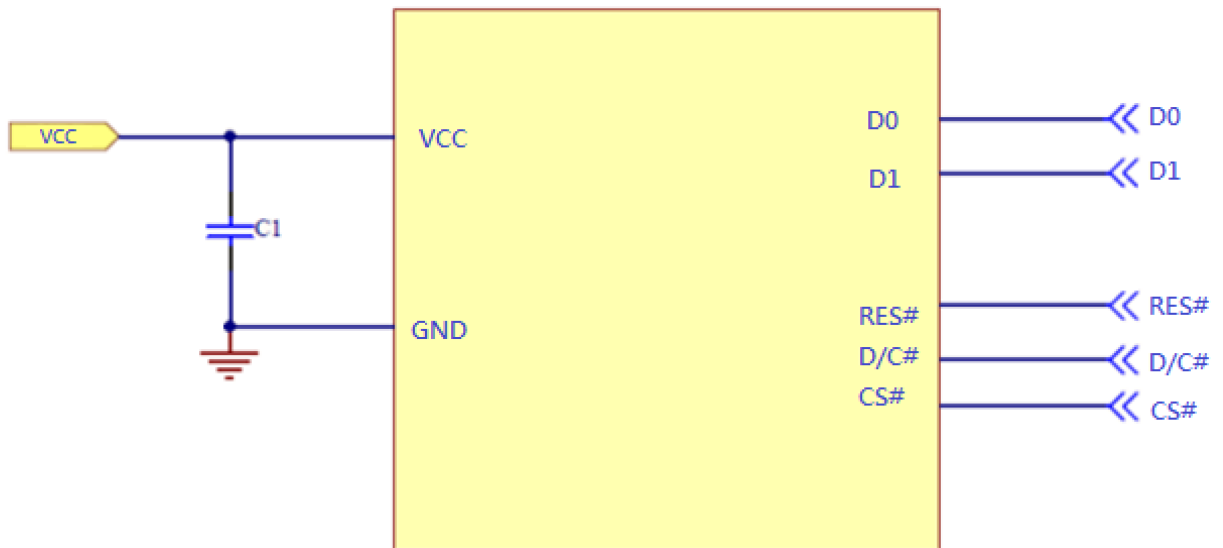 VCC
VCC
C1
GND
D0
D1
RES#
D/C#
CS#
D0
D1
RES#
D/C#
CS#